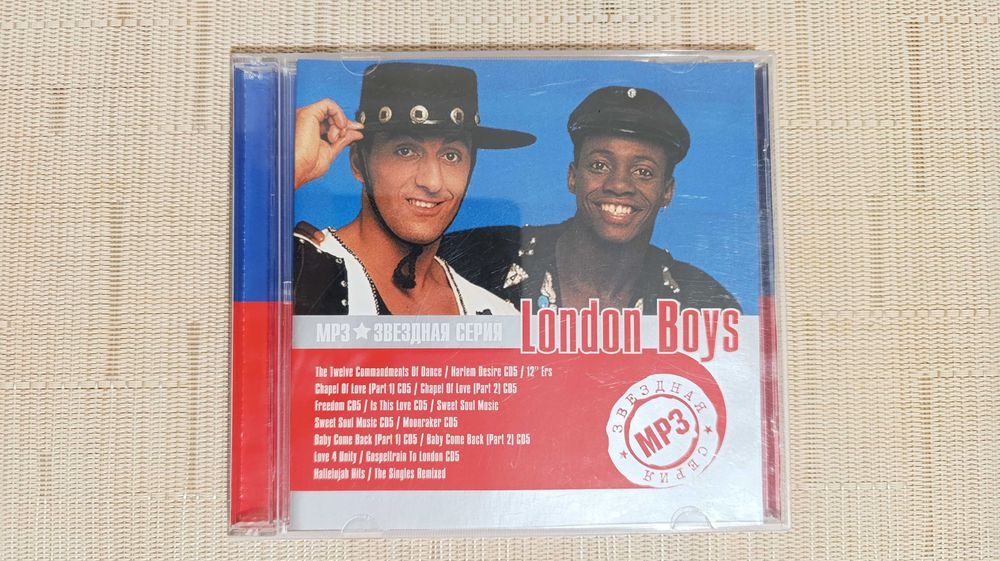 MP3 ★ ЗВЕЗДНАЯ СЕРИЯ
London Boys
The Twelve Commandments Of Dance / Harlem Desire CD5 / 12" Ers
Chapel Of Love (Part 1) CD5 / Chapel Of Love (Part 2) CD5
Freedom CD5 / Is This Love CD5 / Sweet Soul Music
Sweet Soul Music CD5 / Moonraker CD5
Baby Come Back (Part 1) CD5 / Baby Come Back (Part 2) CD5
Love 4 Unity / Gospeltrain To London CD5
Hallelujah Hits / The Singles Remixed
ЗВЕЗДНАЯ
MP3
СЕРИЯ